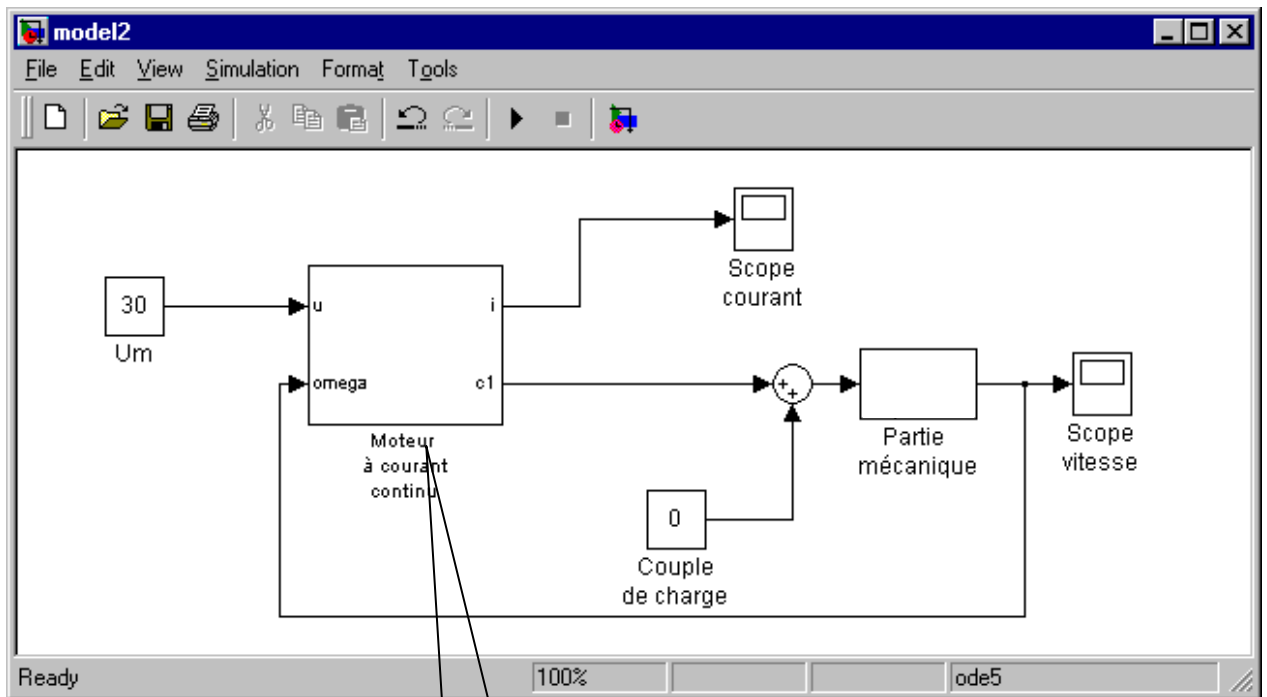 model2
File Edit View Simulation Format Tools
Scope
courant
30
Um
u
i
omega
c1
Moteur
à courant
continu
Partie
mécanique
Scope
vitesse
0
Couple
de charge
Ready 100% ode5